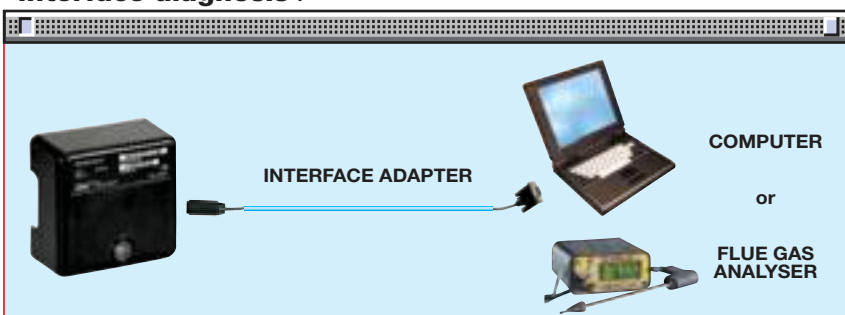 Interface diagnosis:
INTERFACE ADAPTER
COMPUTER
or
FLUE GAS
ANALYSER